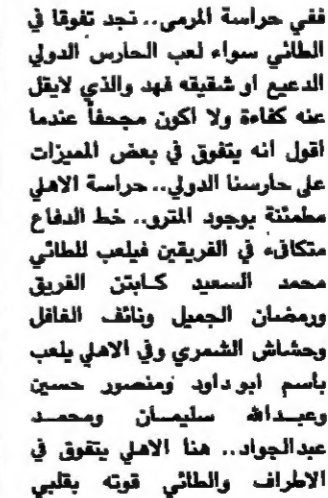 ففي حراسة المرمى.. نجد تفوقا في
الطائي سواء لعب الحارس الدولي
الدعيع او شقيقه فهد والذي لايقل
عنه كفاءة ولا اكون مجحفاً عندما
اقول انه يتفوق في بعض الميزات
على حارسنا الدولي.. حراسة الاهلي
مطمئنة بوجود المترو.. خط الدفاع
متكافىء في الفريقين فيلعب للطائي
محمد السعيد كابتن الفريق
ورمضان الجميل ونائف الغافل
وحشاش الشمري وفي الاهلي يلعب
باسم ابو داود ومنصور حسين
وعبدالله سليمان ومحمد
عبدالجواد.. هنا الاهلي يتفوق في
الاطراف والطائي قوته بقلبي